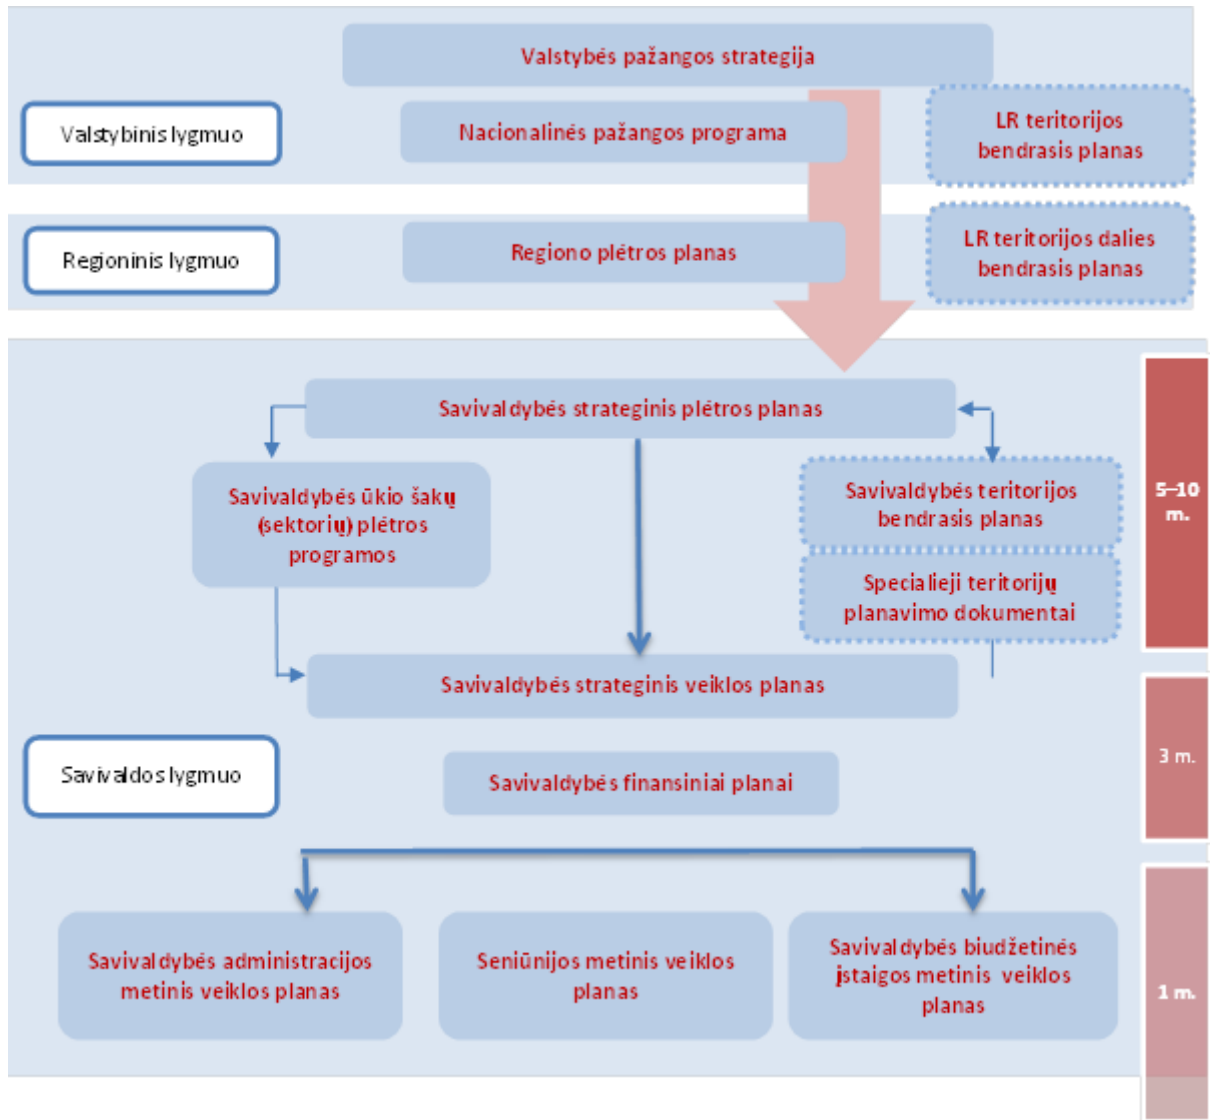 Valstybės pažangos strategija
Valstybinis lygmuo
Nacionalinės pažangos programa
LR teritorijos
bendrasis planas
Regioninis lygmuo
Regiono plėtros planas
LR teritorijos dalies
bendrasis planas
Savivaldybės strateginis plėtros planas
Savivaldybės ūkio šakų
(sektorių) plėtros
programos
Savivaldybės teritorijos
bendrasis planas
Specialieji teritorijų
planavimo dokumentai
5–10
m.
Savivaldybės strateginis veiklos planas
Savivaldos lygmuo
Savivaldybės finansiniai planai
3 m.
Savivaldybės administracijos
metinis veiklos planas
Seniūnijos metinis veiklos
planas
Savivaldybės biudžetinės
įstaigos metinis veiklos
planas
1 m.